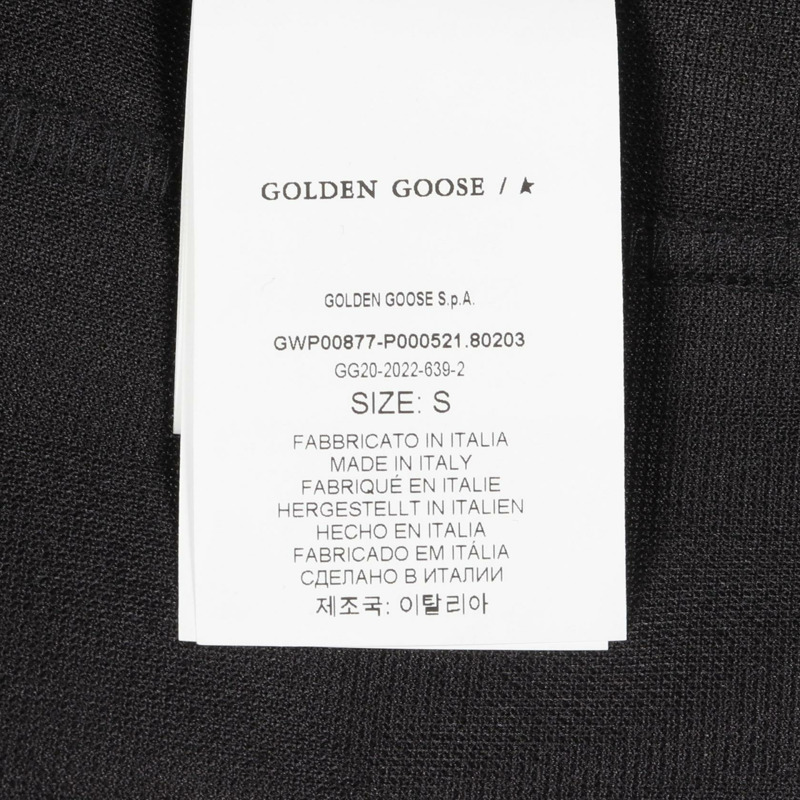 GOLDEN GOOSE / ★
GOLDEN GOOSE S.p.A.
GWP00877-P000521.80203
GG20-2022-639-2
SIZE: S
FABBRICATO IN ITALIA
MADE IN ITALY
FABRIQUÉ EN ITALIE
HERGESTELLT IN ITALIEN
HECHO EN ITALIA
FABRICADO EM ITÁLIA
СДЕЛАНО В ИТАЛИИ
제조국: 이탈리아